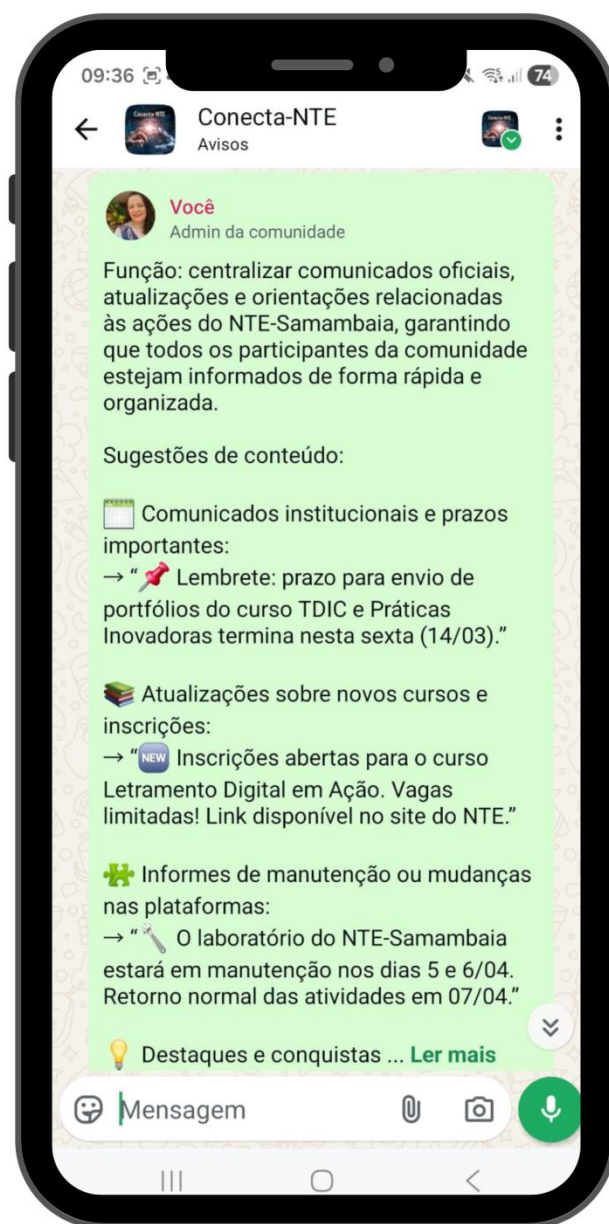 09:36
74
Conecta-NTE
Avisos
Você
Admin da comunidade
Função: centralizar comunicados oficiais,
atualizações e orientações relacionadas
às ações do NTE-Samambaia, garantindo
que todos os participantes da comunidade
estejam informados de forma rápida e
organizada.
Sugestões de conteúdo:
Comunicados institucionais e prazos
importantes:
→ “📌 Lembrete: prazo para envio de
portfólios do curso TDIC e Práticas
Inovadoras termina nesta sexta (14/03).”
Atualizações sobre novos cursos e
inscrições:
→ “🆕 Inscrições abertas para o curso
Letramento Digital em Ação. Vagas
limitadas! Link disponível no site do NTE.”
Informes de manutenção ou mudanças
nas plataformas:
→ “🔧 O laboratório do NTE-Samambaia
estará em manutenção nos dias 5 e 6/04.
Retorno normal das atividades em 07/04.”
Destaques e conquistas ... Ler mais
Mensagem